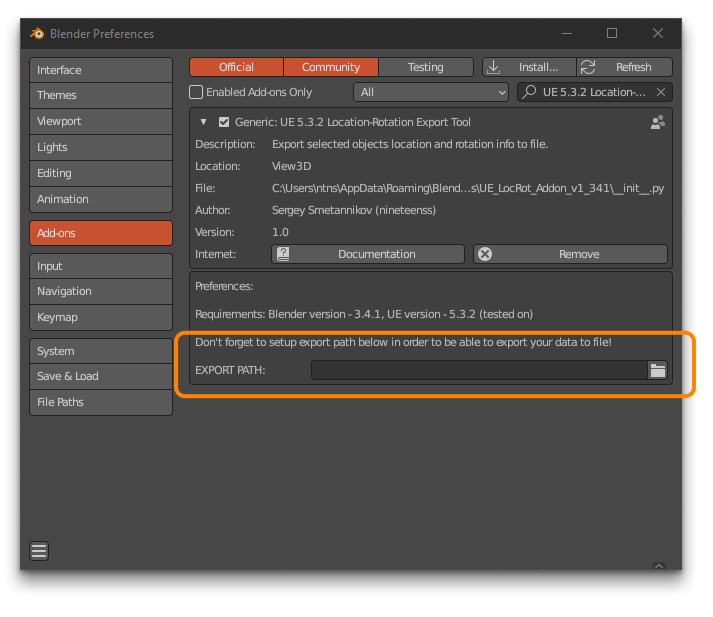 Blender Preferences
Interface
Themes
Viewport
Lights
Editing
Animation
Add-ons
Input
Navigation
Keymap
System
Save & Load
File Paths
Official Community Testing Install... Refresh
Enabled Add-ons Only All UE 5.3.2 Location-...
Generic: UE 5.3.2 Location-Rotation Export Tool
Description: Export selected objects location and rotation info to file.
Location: View3D
File: C:\Users\ntns\AppData\Roaming\Blend...s\UE_LocRot_Addon_v1_341\__init__.py
Author: Sergey Smetannikov (nineteenss)
Version: 1.0
Internet: Documentation Remove
Preferences:
Requirements: Blender version - 3.4.1, UE version - 5.3.2 (tested on)
Don't forget to setup export path below in order to be able to export your data to file!
EXPORT PATH: